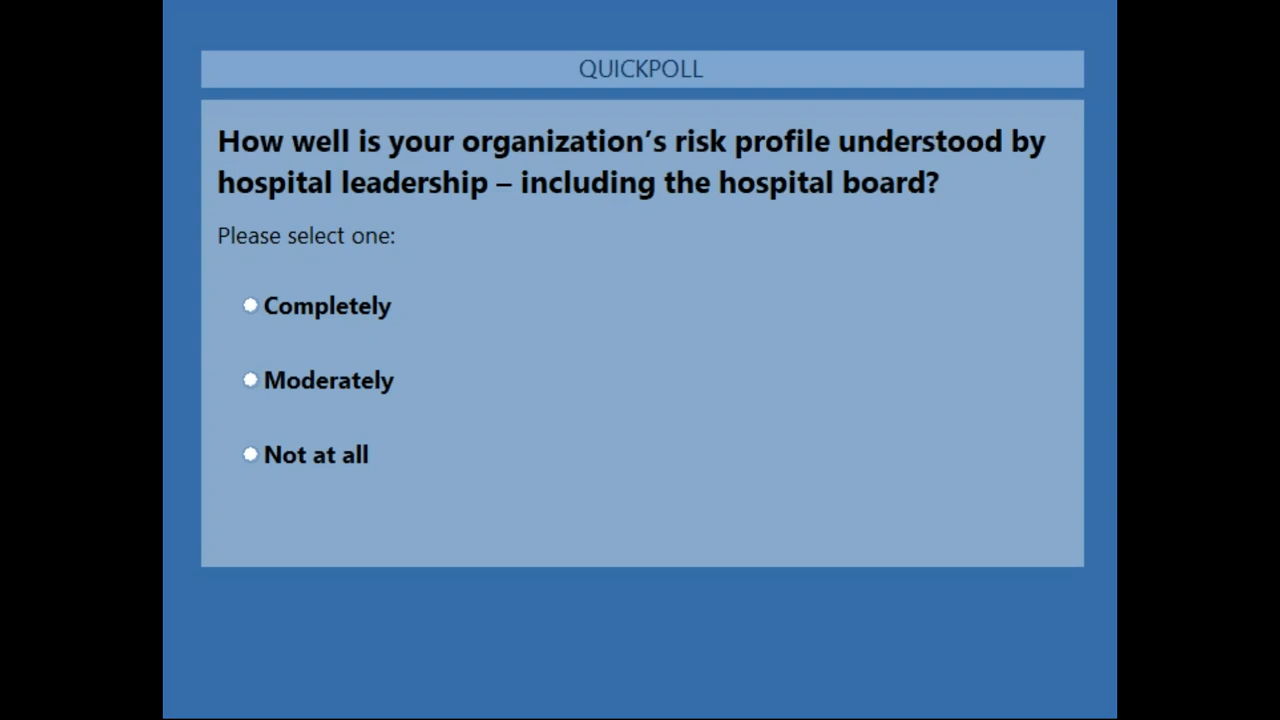 QUICKPOLL
How well is your organization’s risk profile understood by
hospital leadership – including the hospital board?
Please select one:
Completely
Moderately
Not at all